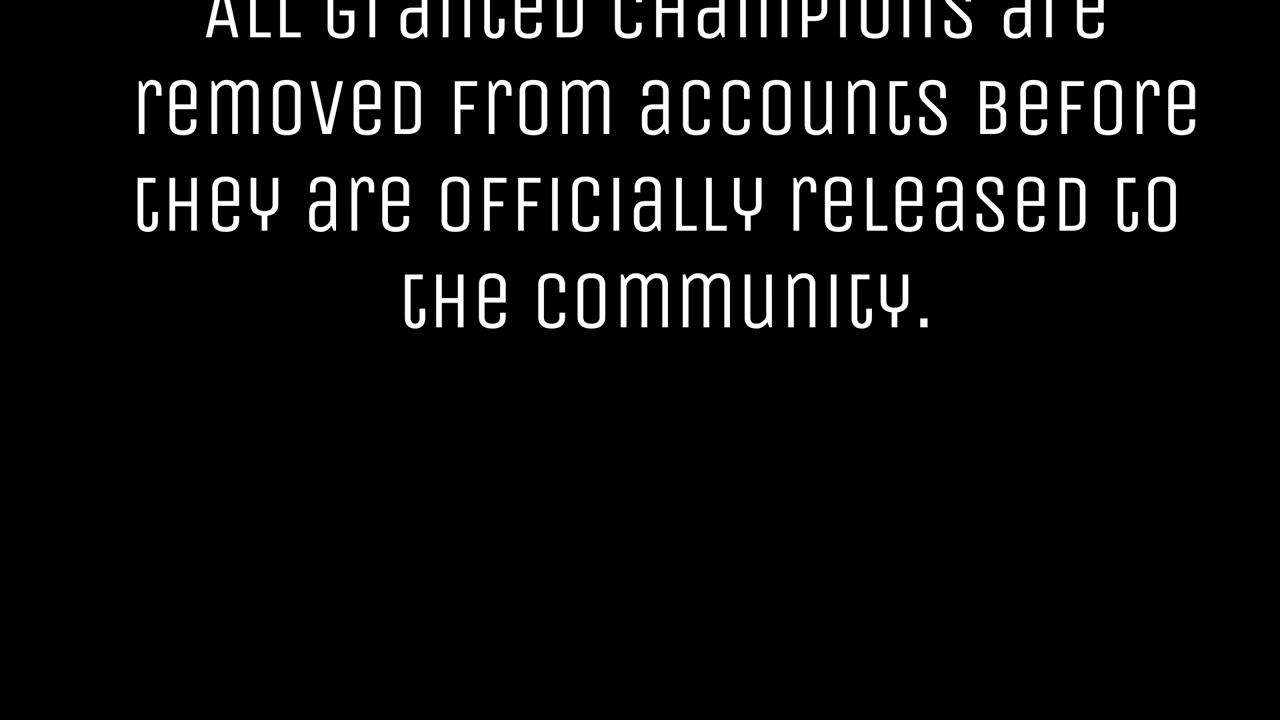 All Granted Champions are
removed from accounts before
they are officially released to
the community.